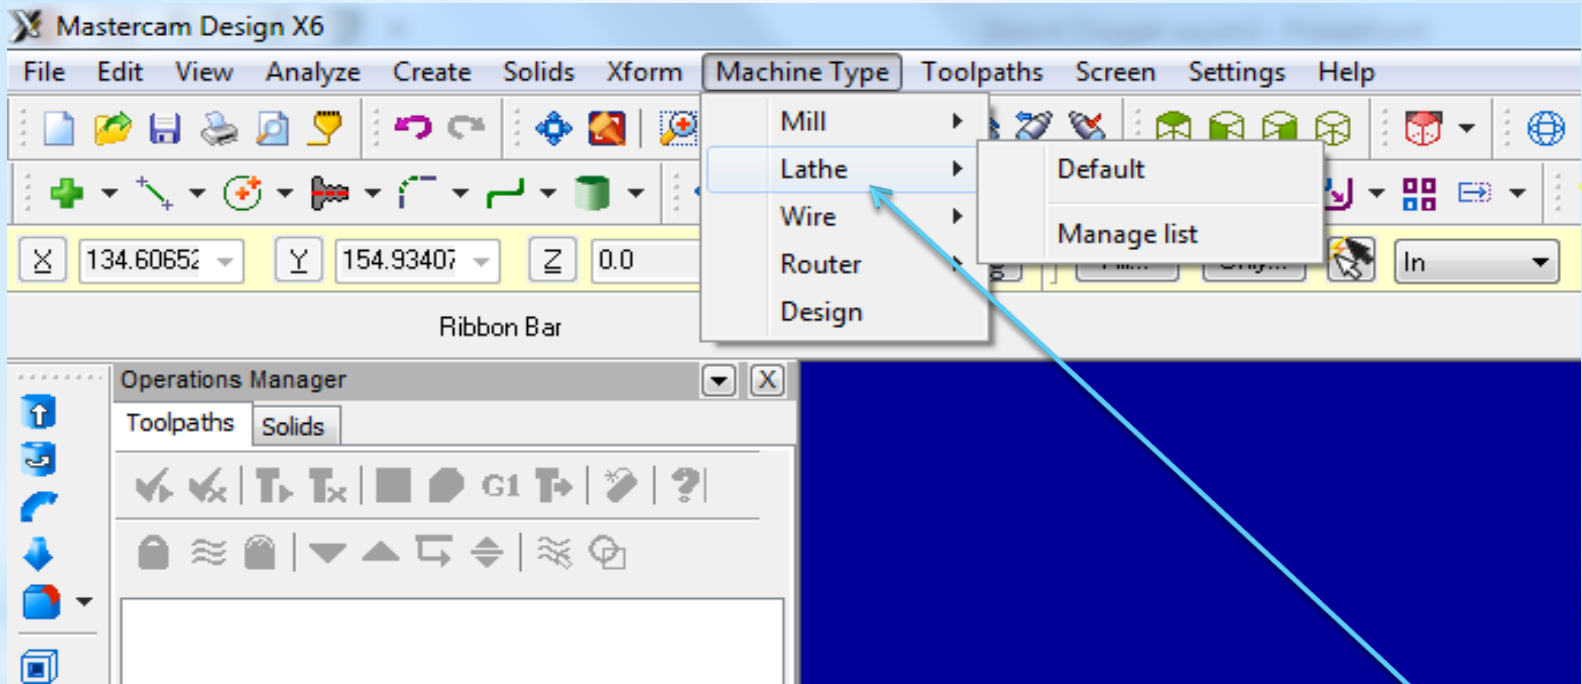 Mastercam Design X6
File Edit View Analyze Create Solids Xform Machine Type Toolpaths Screen Settings Help
Mill
Lathe Default
Wire Manage list
Router
Design
X 134.60652 Y 154.93407 Z 0.0 In
Ribbon Bar
Operations Manager
Toolpaths Solids
G1